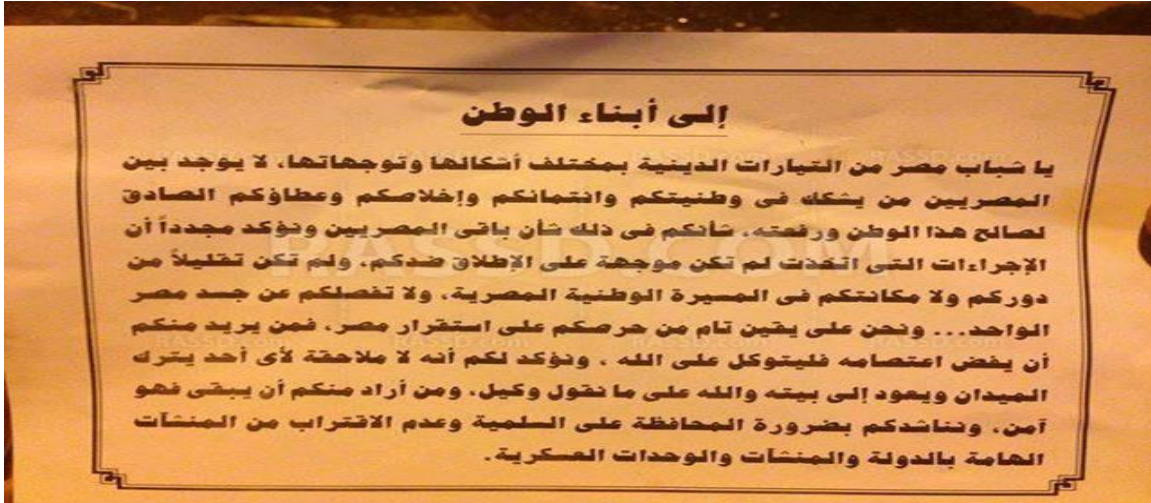 إلى أبناء الوطن
يا شباب مصر من التيارات الدينية بمختلف أشكالها وتوجهاتها، لا يوجد بين
المصريين من يشكك فى وطنيتكم وانتمائكم وإخلاصكم وعطاؤكم الصادق
لصالح هذا الوطن ورفعته، شأنكم فى ذلك شأن باقى المصريين ونؤكد مجدداً أن
الإجراءات التى اتخذت لم تكن موجهة على الإطلاق ضدكم، ولم تكن تقليلاً من
دوركم ولا مكانتكم فى المسيرة الوطنية المصرية، ولا تفصلكم عن جسد مصر
الواحد... ونحن على يقين تام من حرصكم على استقرار مصر، فمن يريد منكم
أن يفض اعتصامه فليتوكل على الله ، ونؤكد لكم أنه لا ملاحقة لأى أحد يترك
الميدان ويعود إلى بيته والله على ما نقول وكيل، ومن أراد منكم أن يبقى فهو
آمن، ونناشدكم بضرورة المحافظة على السلمية وعدم الاقتراب من المنشآت
الهامة بالدولة والمنشآت والوحدات العسكرية.
RASSD.COM